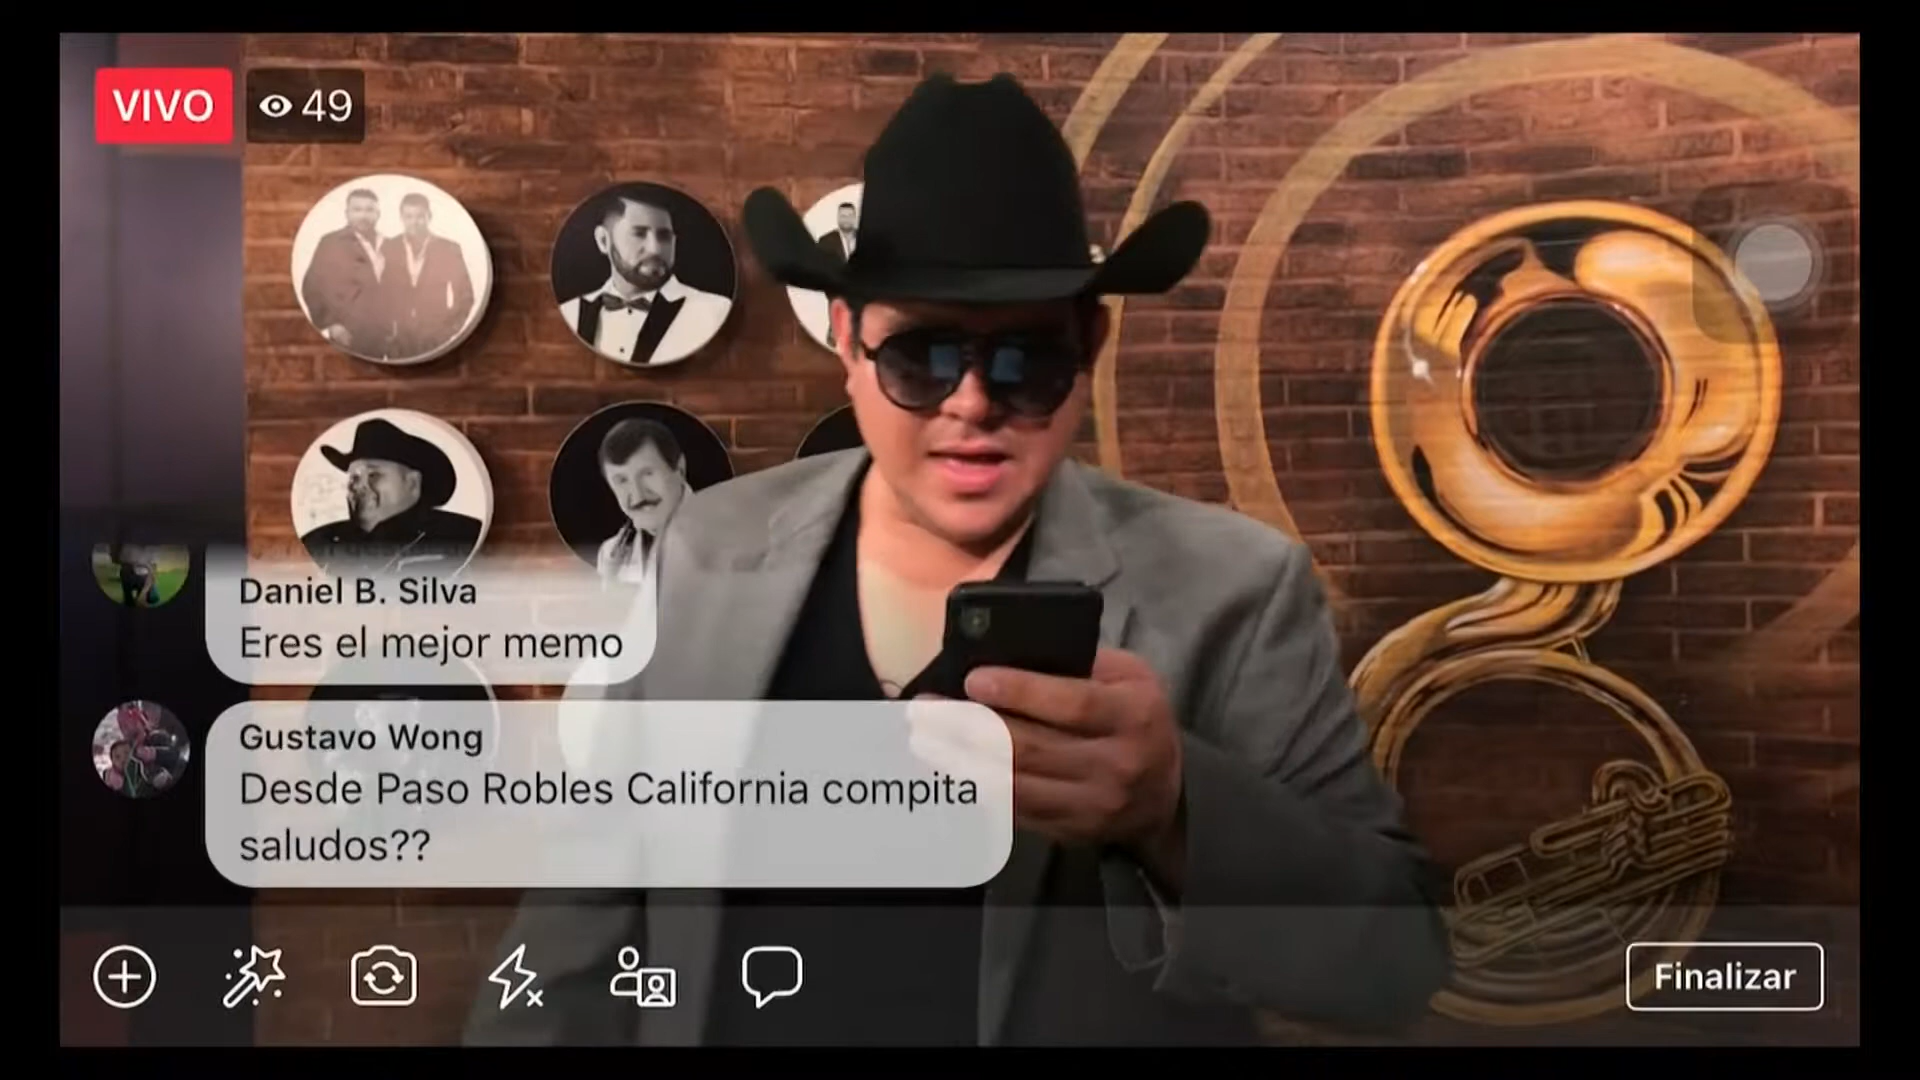 VIVO
49
Daniel B. Silva
Eres el mejor memo
Gustavo Wong
Desde Paso Robles California compita
saludos??
Finalizar